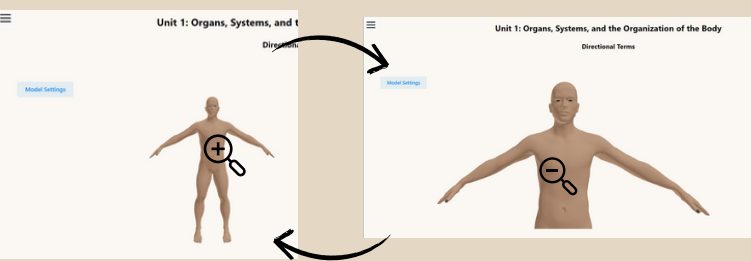 Unit 1: Organs, Systems, and t
Directiona
Model Settings
Unit 1: Organs, Systems, and the Organization of the Body
Directional Terms
Model Settings